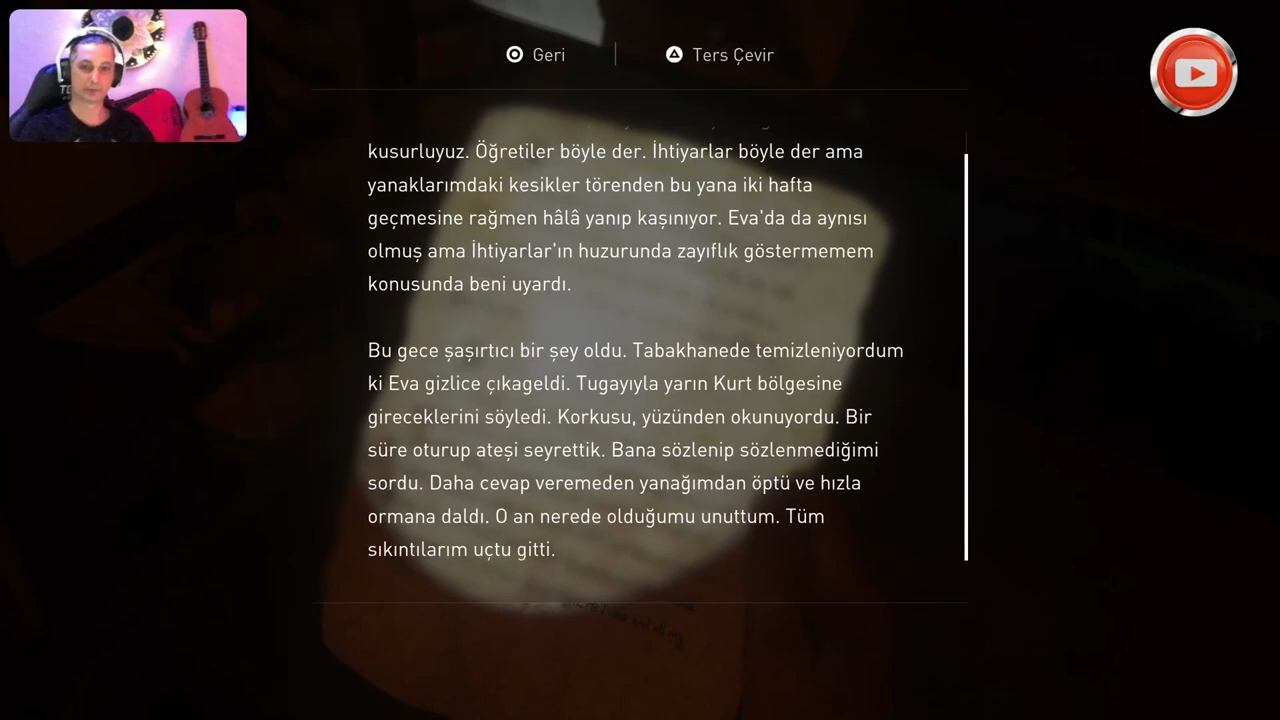 Geri
Ters Çevir
kusurluyuz. Öğretiler böyle der. İhtiyarlar böyle der ama
yanaklarımdaki kesikler törenden bu yana iki hafta
geçmesine rağmen hâlâ yanıp kaşınıyor. Eva'da da aynısı
olmuş ama İhtiyarlar'ın huzurunda zayıflık göstermemem
konusunda beni uyardı.
Bu gece şaşırtıcı bir şey oldu. Tabakhanede temizleniyordum
ki Eva gizlice çıkageldi. Tugayıyla yarın Kurt bölgesine
gireceklerini söyledi. Korkusu, yüzünden okunuyordu. Bir
süre oturup ateşi seyrettik. Bana sözlenip sözlenmediğimi
sordu. Daha cevap veremeden yanağımdan öptü ve hızla
ormana daldı. O an nerede olduğumu unuttum. Tüm
sıkıntılarım uçtu gitti.